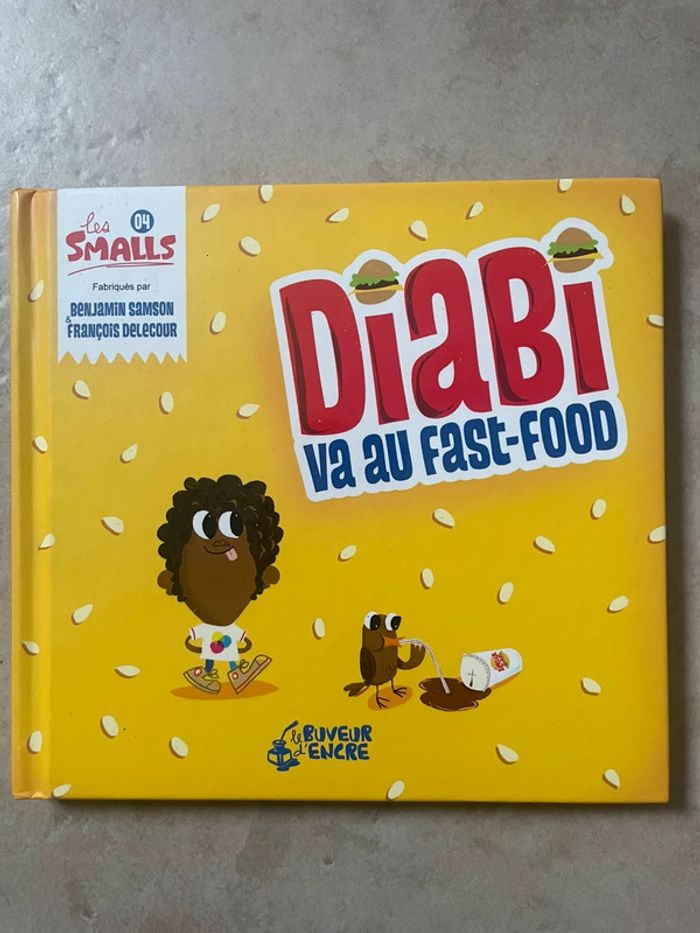 les
04
SMALLS
Fabriqués par
BENJAMIN SAMSON
& FRANÇOIS DELECOUR
DiaBi
va au fast-food
le BUVEUR
d'ENCRE